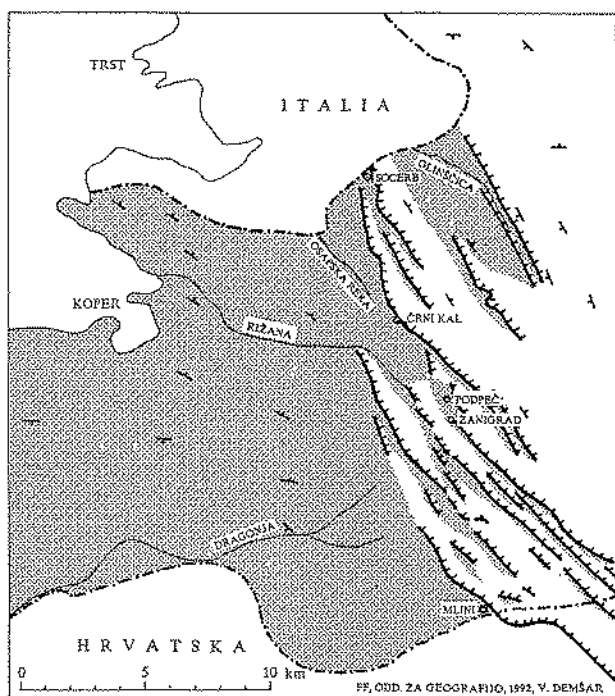 TRST
ITALIA
SOCERB
GLINŠČICA
OSAPSKA REKA
KOPER
RIŽANA
ČRNI KAL
PODPEČ
ZANIGRAD
DRAGONJA
MLINI
HRVATSKA
0 5 10 km
FF, ODD. ZA GEOGRAFIJO, 1992, V. DEMŠAR